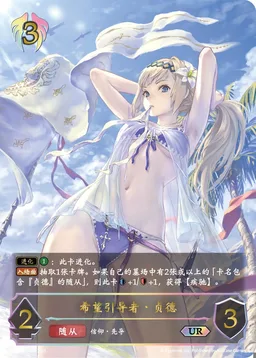 3
进化 1 : 此卡进化。
入场曲 抽取1张卡牌。如果自己的墓场中有2张或以上的「卡名包
含『贞德』的随从」，则此卡 +1/ +1，获得『疾驰』。
希望引导者·贞德
2
3
随从 信仰·先导
UR